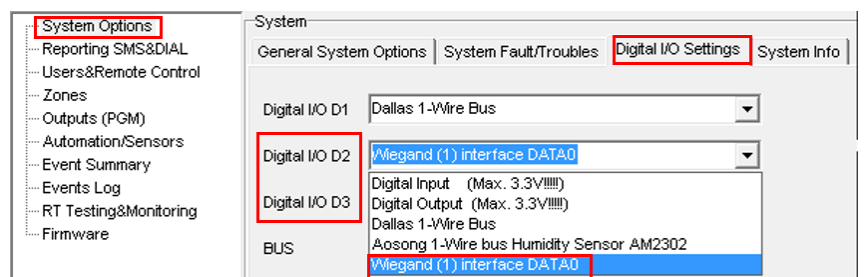 System Options
Reporting SMS&DIAL
Users&Remote Control
Zones
Outputs (PGM)
Automation/Sensors
Event Summary
Events Log
RT Testing&Monitoring
Firmware
System
General System Options
System Fault/Troubles
Digital I/O Settings
System Info
Digital I/O D1
Dallas 1-Wire Bus
Digital I/O D2
Wiegand (1) interface DATA0
Digital I/O D3
Digital Input (Max. 3.3V!!!!!)
Digital Output (Max. 3.3V!!!!!)
Dallas 1-Wire Bus
Aosong 1-Wire bus Humidity Sensor AM2302
Wiegand (1) interface DATA0
BUS